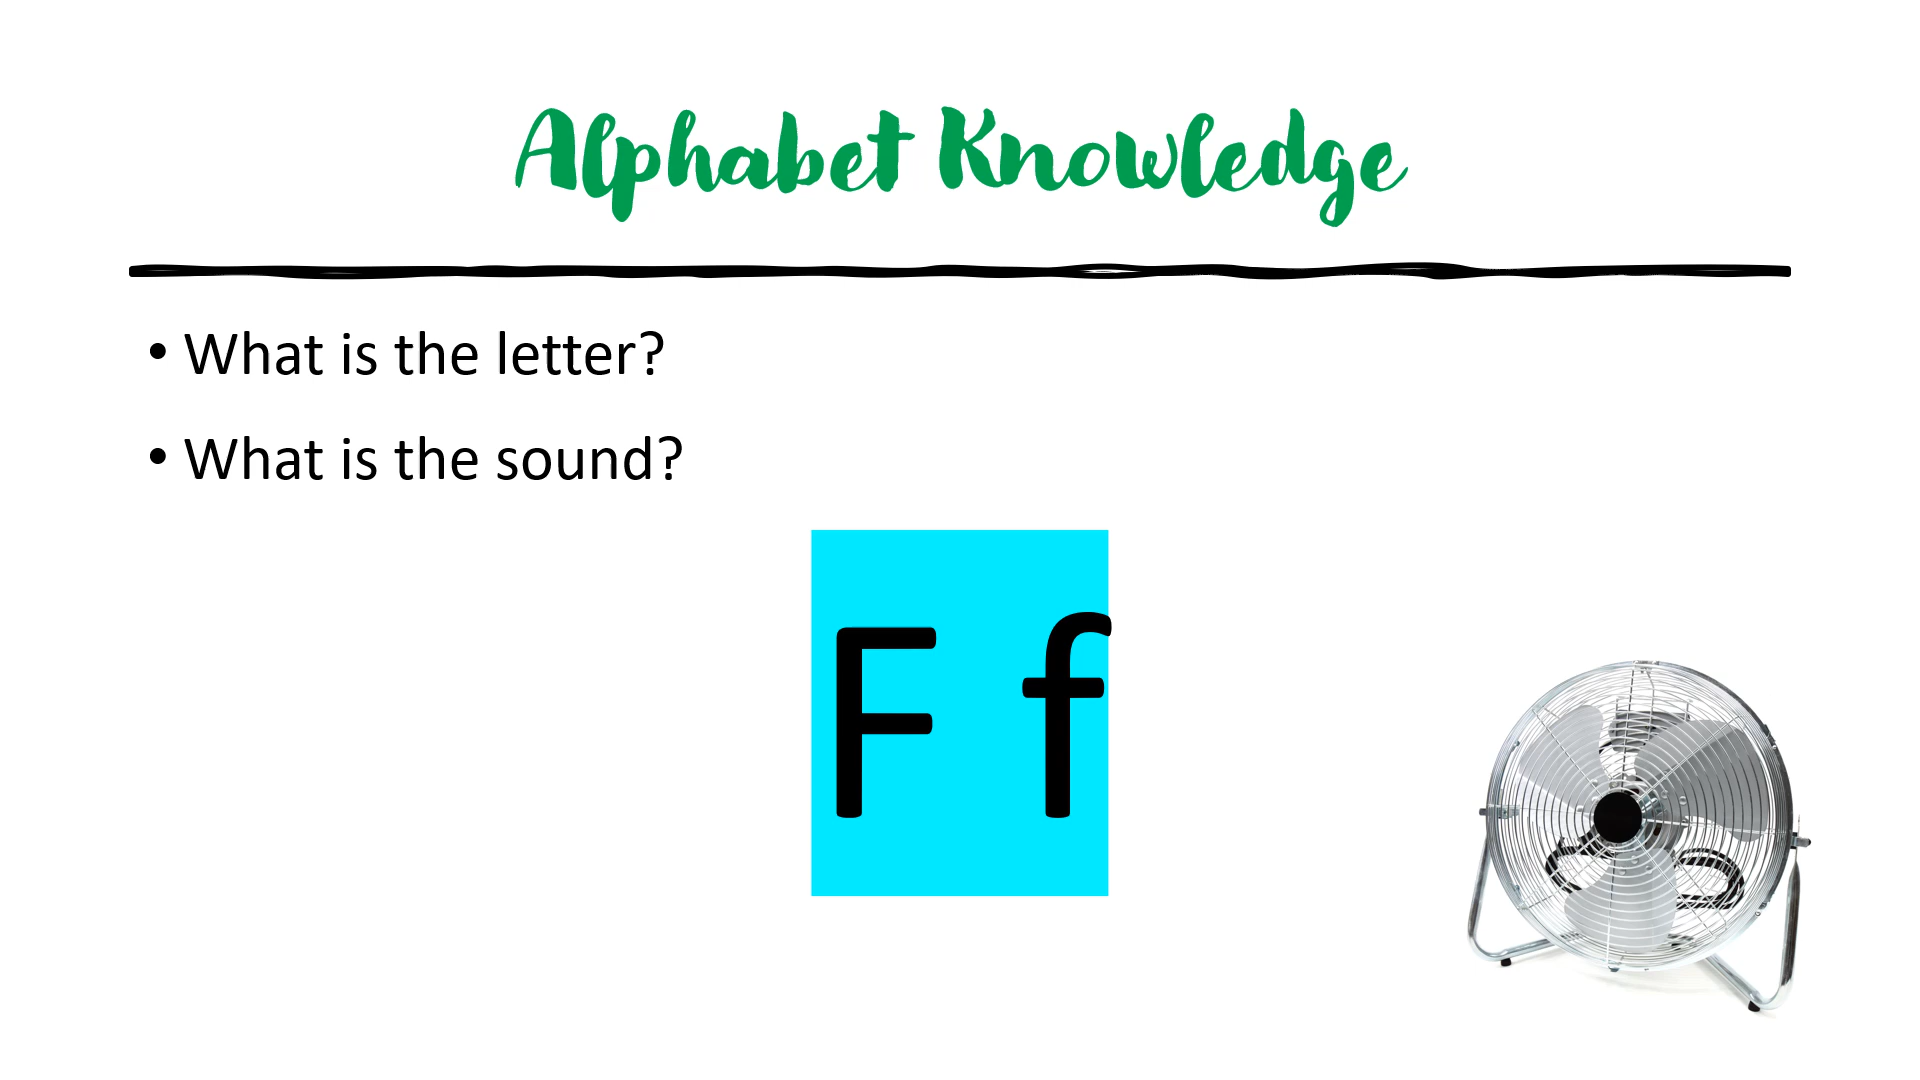 Alphabet Knowledge
• What is the letter?
• What is the sound?
F f